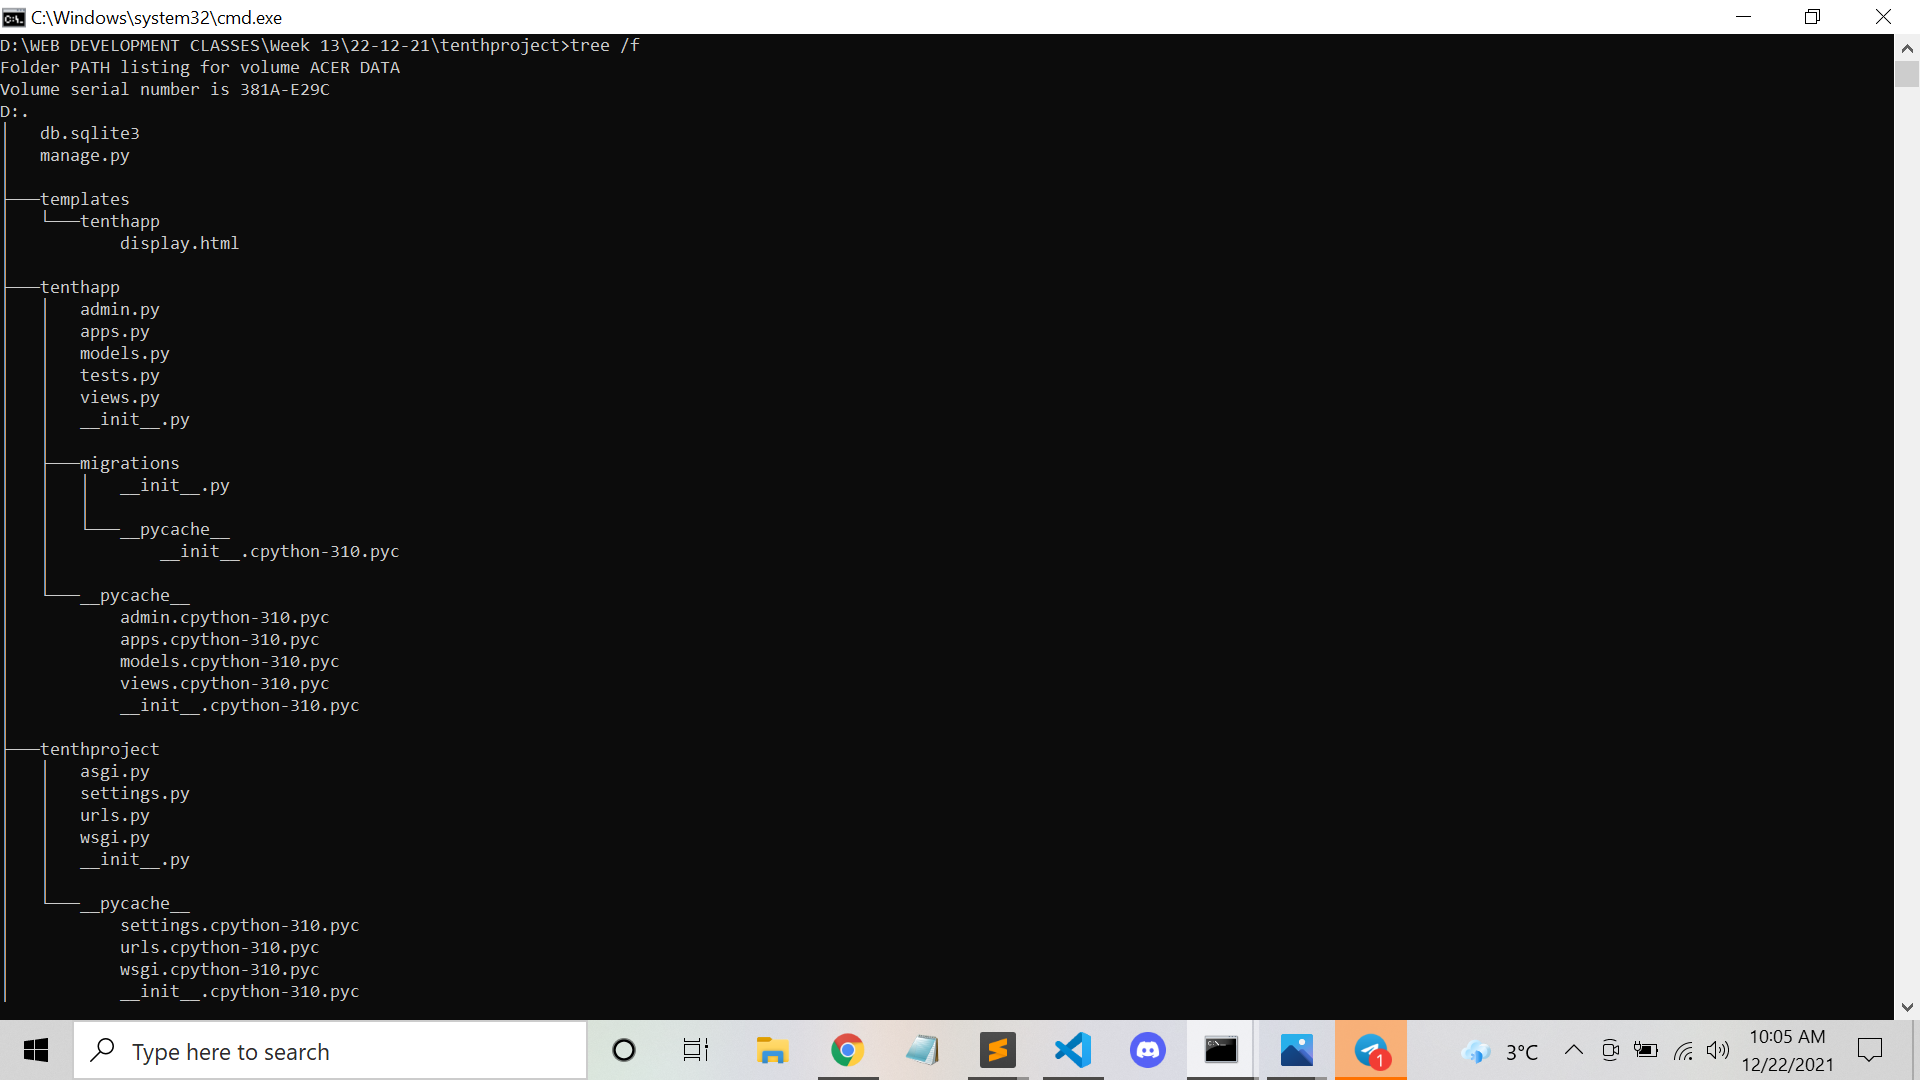 C:\Windows\system32\cmd.exe
D:\WEB DEVELOPMENT CLASSES\Week 13\22-12-21\tenthproject>tree /f
Folder PATH listing for volume ACER DATA
Volume serial number is 381A-E29C
D:.
db.sqlite3
manage.py
templates
tenthapp
display.html
tenthapp
admin.py
apps.py
models.py
tests.py
views.py
__init__.py
migrations
__init__.py
__pycache__
__init__.cpython-310.pyc
__pycache__
admin.cpython-310.pyc
apps.cpython-310.pyc
models.cpython-310.pyc
views.cpython-310.pyc
__init__.cpython-310.pyc
tenthproject
asgi.py
settings.py
urls.py
wsgi.py
__init__.py
__pycache__
settings.cpython-310.pyc
urls.cpython-310.pyc
wsgi.cpython-310.pyc
__init__.cpython-310.pyc
Type here to search
1
3°C
10:05 AM
12/22/2021